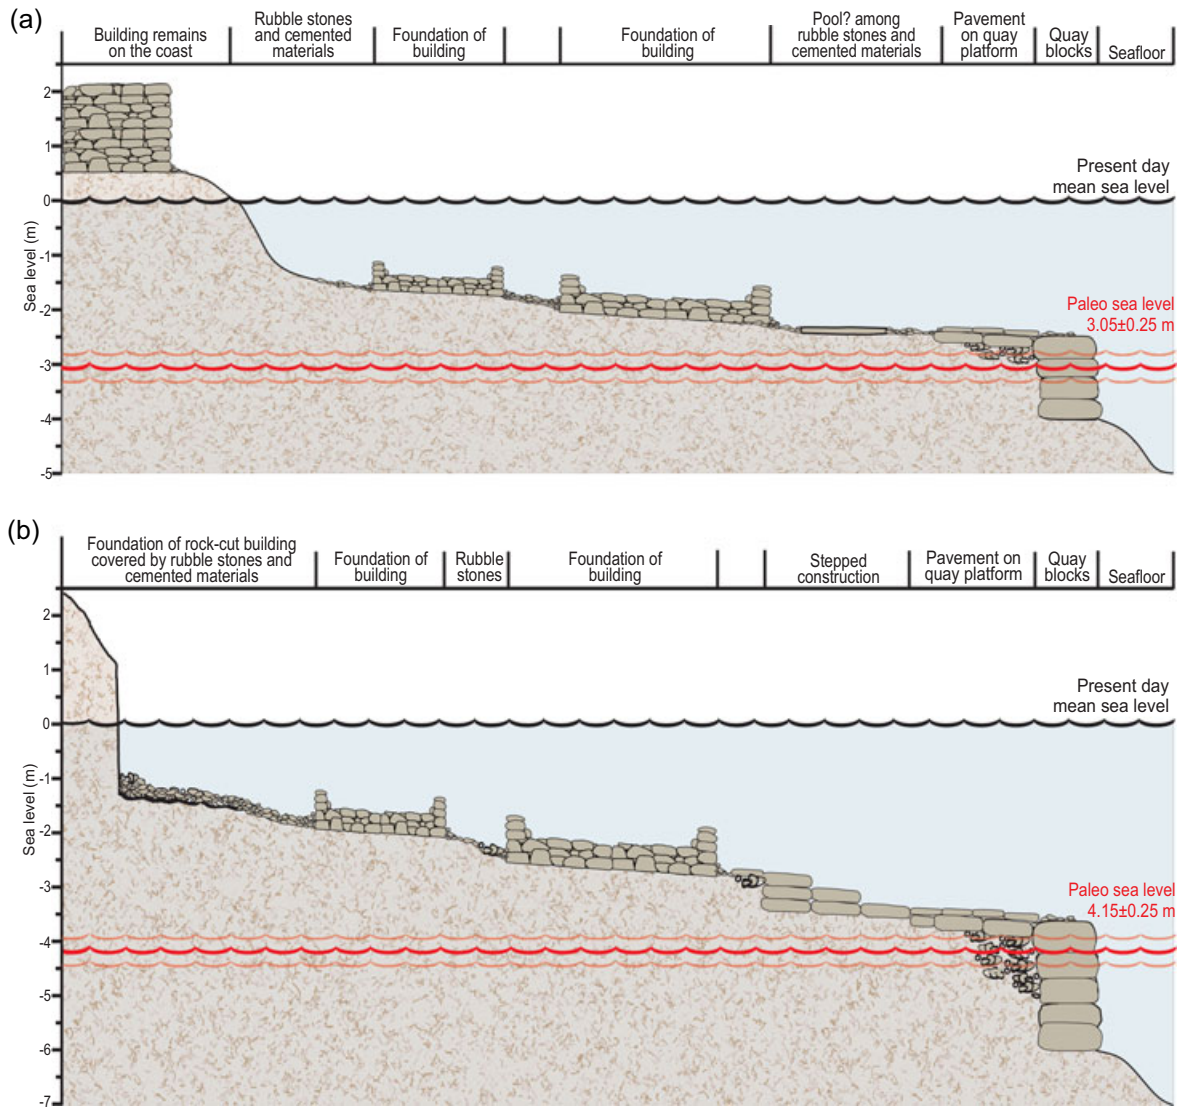 (a)
Building remains
on the coast
Rubble stones
and cemented
materials
Foundation of
building
Foundation of
building
Pool? among
rubble stones and
cemented materials
Pavement
on quay
platform
Quay
blocks
Seafloor
2
1
0
-1
-2
-3
-4
-5
Sea level (m)
Present day
mean sea level
Paleo sea level
3.05±0.25 m
(b)
Foundation of rock-cut building
covered by rubble stones and
cemented materials
Foundation of
building
Rubble
stones
Foundation of
building
Stepped
construction
Pavement on
quay platform
Quay
blocks
Seafloor
2
1
0
-1
-2
-3
-4
-5
-6
-7
Sea level (m)
Present day
mean sea level
Paleo sea level
4.15±0.25 m